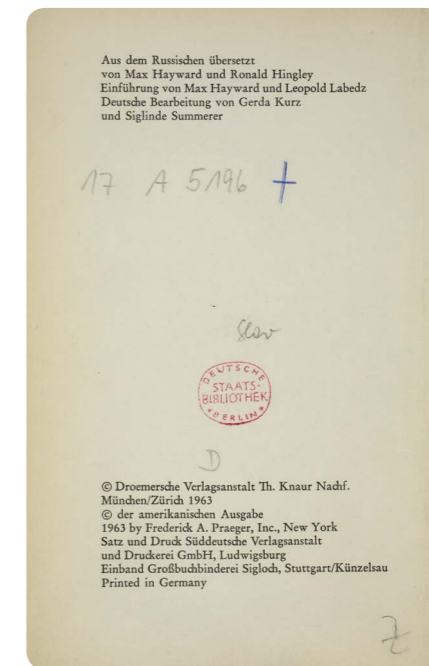 Aus dem Russischen übersetzt
von Max Hayward und Ronald Hingley
Einführung von Max Hayward und Leopold Labedz
Deutsche Bearbeitung von Gerda Kurz
und Siglinde Summerer
17 A 5196 +
Slav
DEUTSCHE
STAATS-
BIBLIOTHEK
* BERLIN *
D
© Droemersche Verlagsanstalt Th. Knaur Nachf.
München/Zürich 1963
© der amerikanischen Ausgabe
1963 by Frederick A. Praeger, Inc., New York
Satz und Druck Süddeutsche Verlagsanstalt
und Druckerei GmbH, Ludwigsburg
Einband Großbuchbinderei Sigloch, Stuttgart/Künzelsau
Printed in Germany